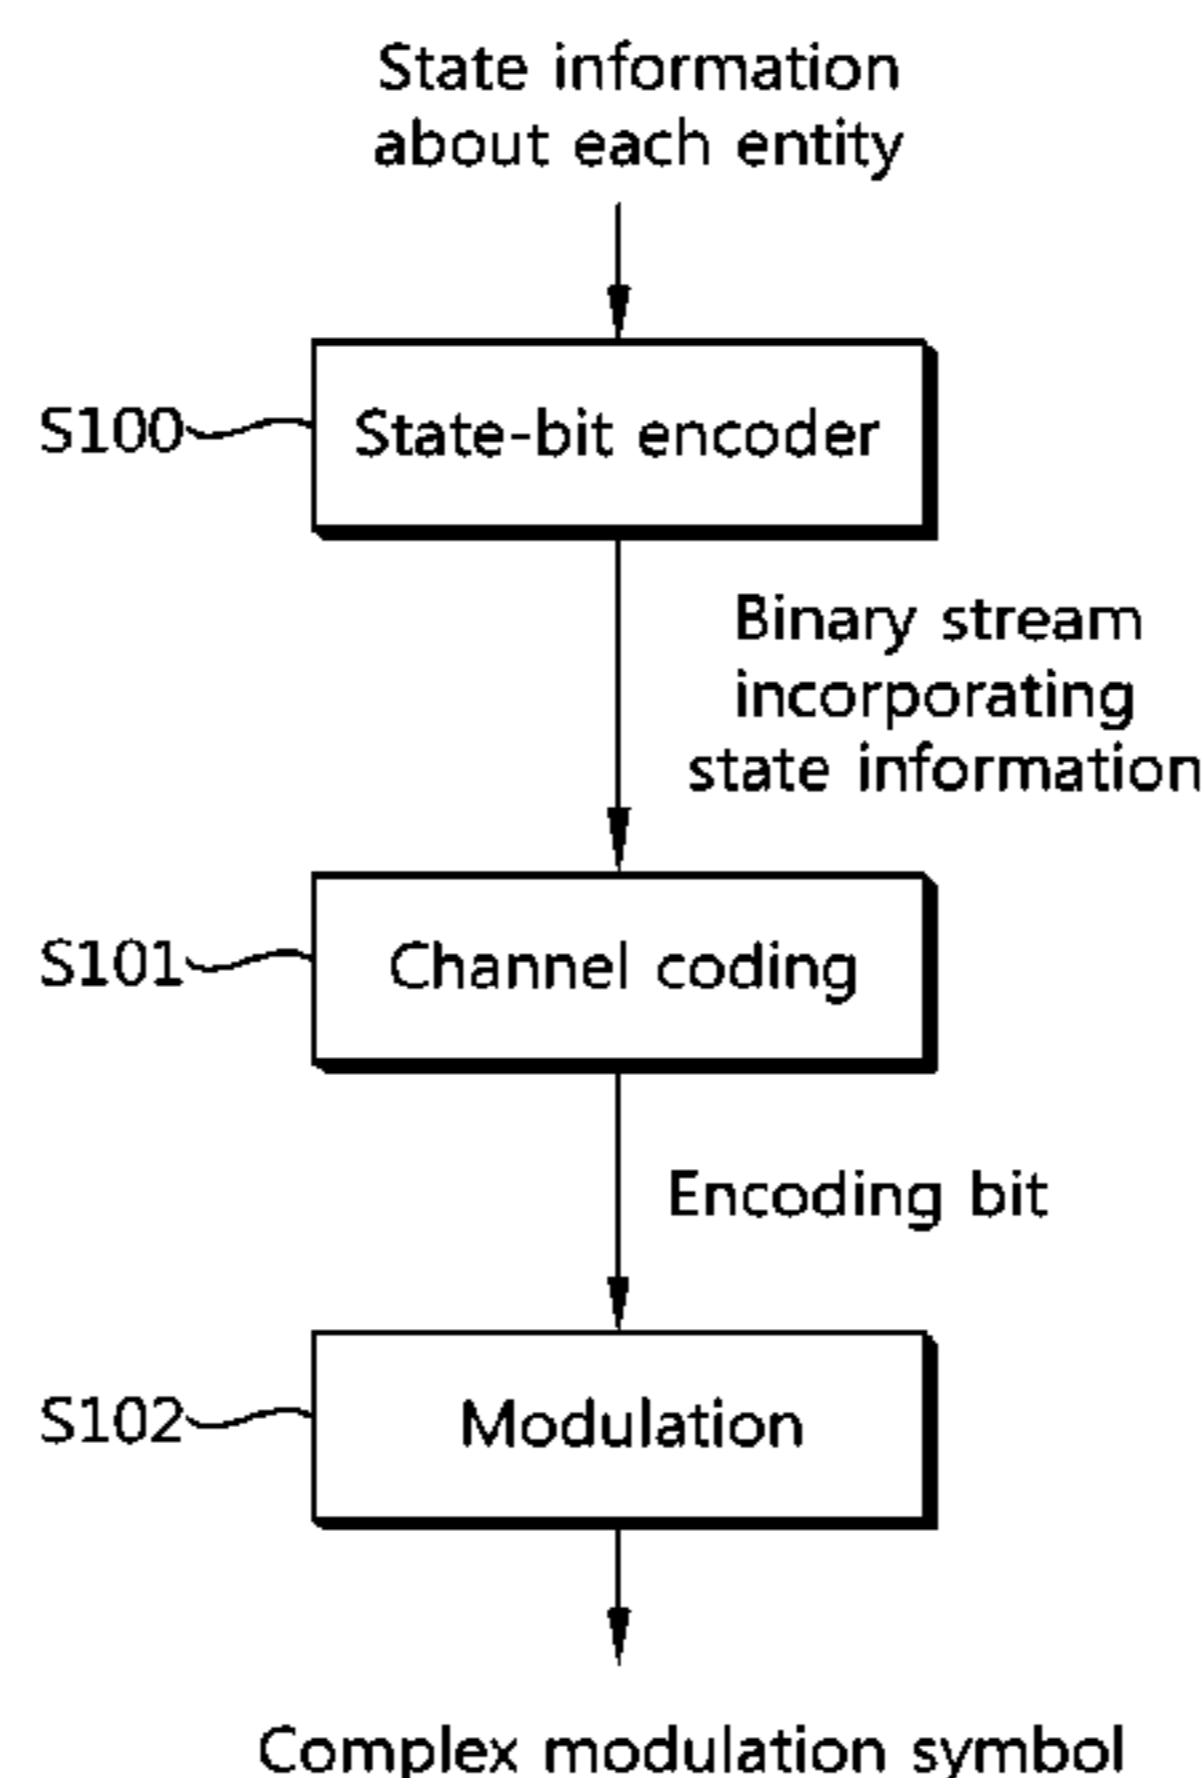 State information
about each entity
S100
State-bit encoder
Binary stream
incorporating
state information
S101
Channel coding
Encoding bit
S102
Modulation
Complex modulation symbol